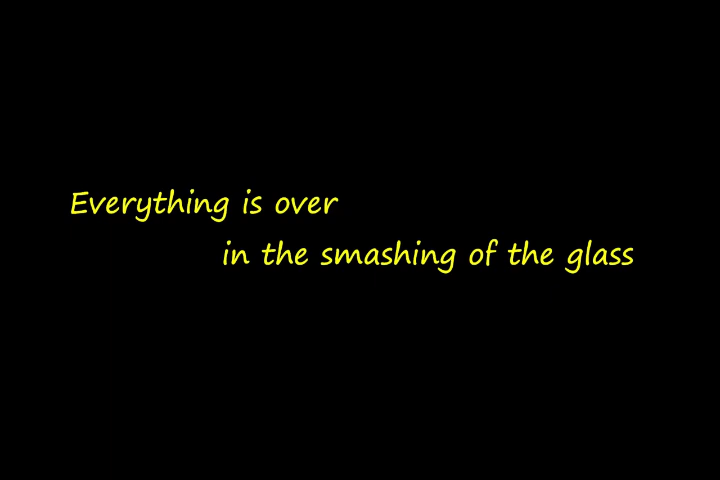 Everything is over
in the smashing of the glass